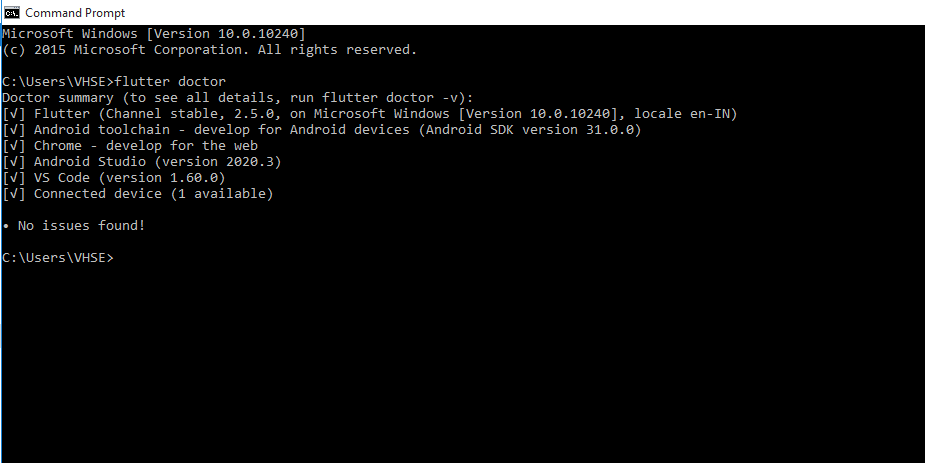 Command Prompt
Microsoft Windows [Version 10.0.10240]
(c) 2015 Microsoft Corporation. All rights reserved.
C:\Users\VHSE>flutter doctor
Doctor summary (to see all details, run flutter doctor -v):
[√] Flutter (Channel stable, 2.5.0, on Microsoft Windows [Version 10.0.10240], locale en-IN)
[√] Android toolchain - develop for Android devices (Android SDK version 31.0.0)
[√] Chrome - develop for the web
[√] Android Studio (version 2020.3)
[√] VS Code (version 1.60.0)
[√] Connected device (1 available)
• No issues found!
C:\Users\VHSE>